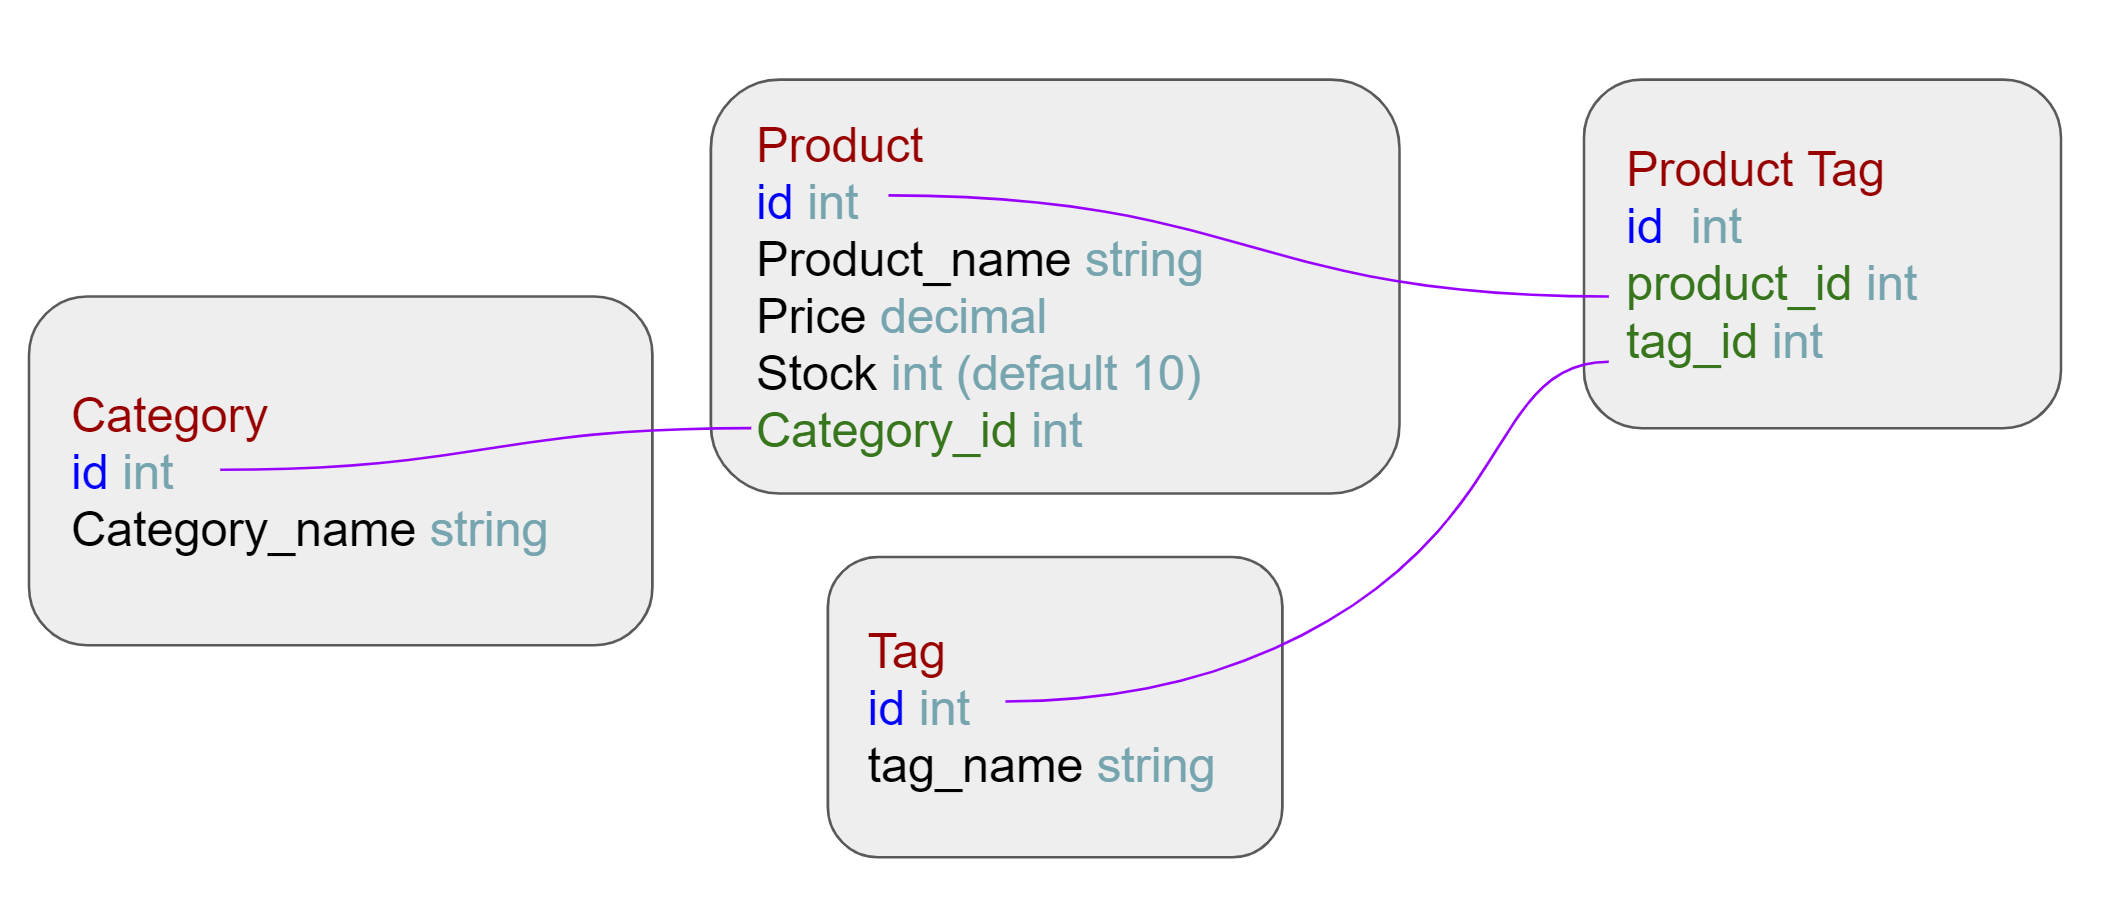 Category
id int
Category_name string
Product
id int
Product_name string
Price decimal
Stock int (default 10)
Category_id int
Tag
id int
tag_name string
Product Tag
id int
product_id int
tag_id int